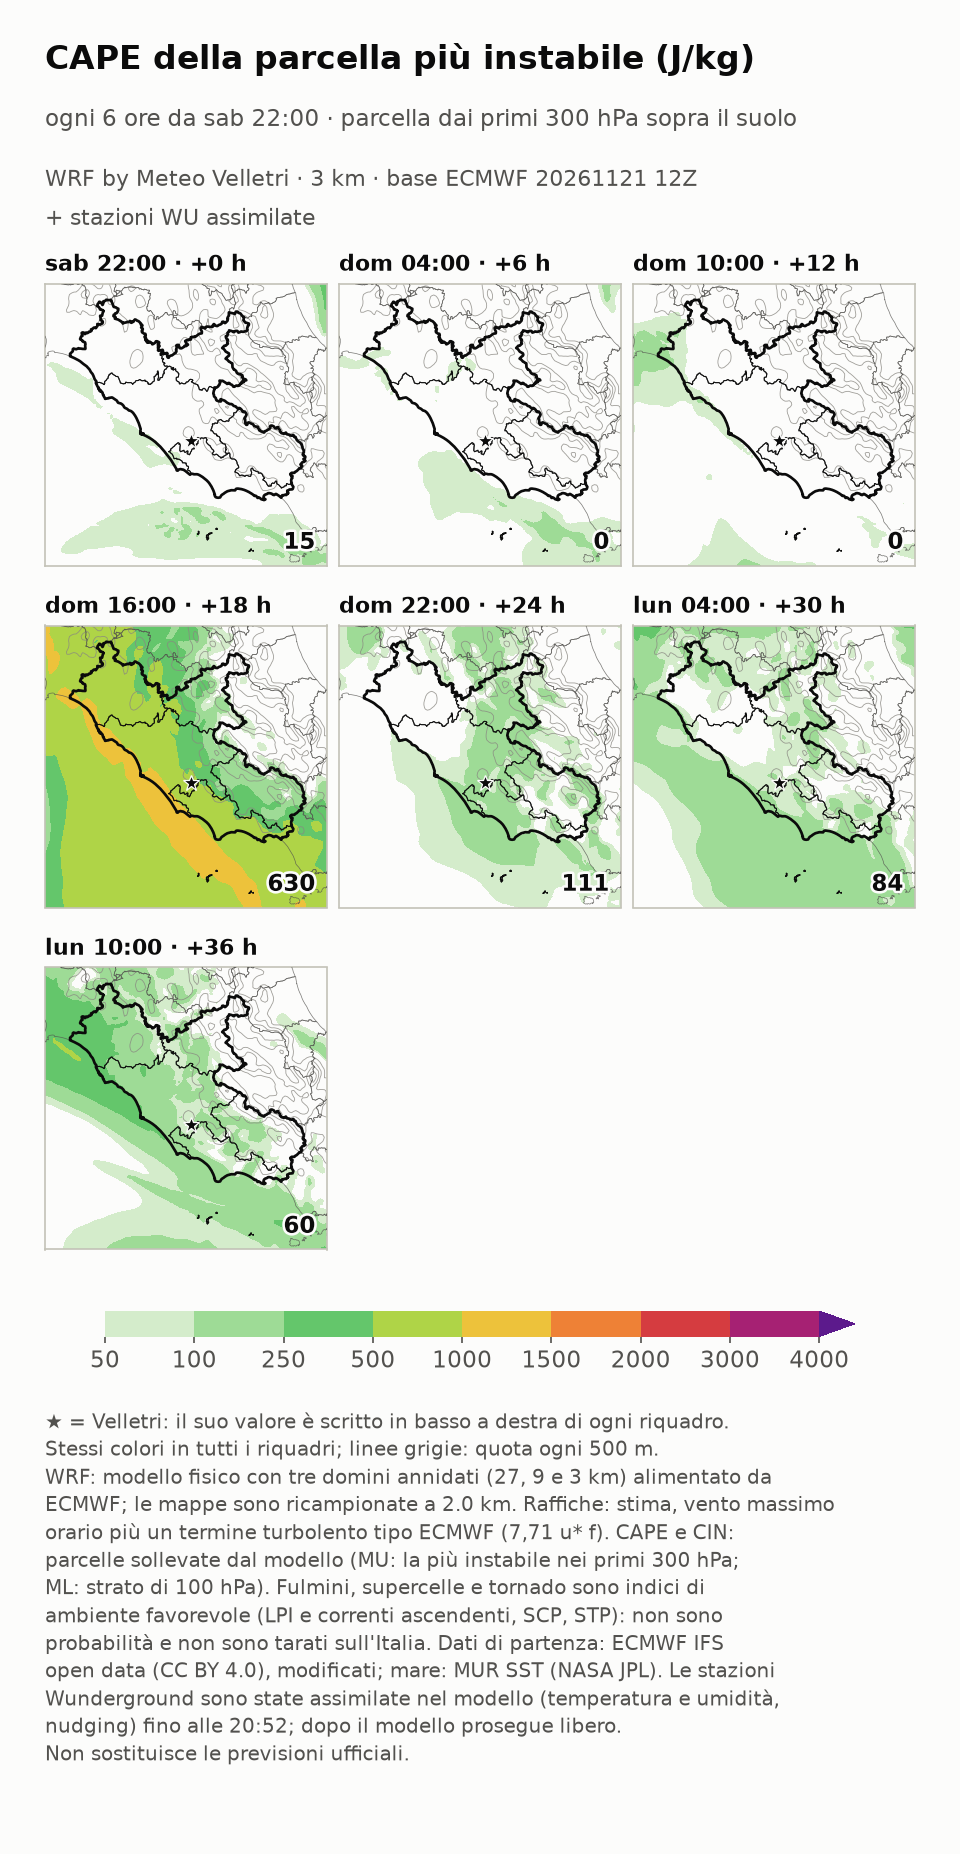 CAPE della parcella più instabile (J/kg)
ogni 6 ore da sab 22:00 · parcella dai primi 300 hPa sopra il suolo
WRF by Meteo Velletri · 3 km · base ECMWF 20261121 12Z
+ stazioni WU assimilate
sab 22:00 · +0 h
dom 04:00 · +6 h
dom 10:00 · +12 h
15
0
0
dom 16:00 · +18 h
dom 22:00 · +24 h
lun 04:00 · +30 h
630
111
84
lun 10:00 · +36 h
60
50 100 250 500 1000 1500 2000 3000 4000
★ = Velletri: il suo valore è scritto in basso a destra di ogni riquadro.
Stessi colori in tutti i riquadri; linee grigie: quota ogni 500 m.
WRF: modello fisico con tre domini annidati (27, 9 e 3 km) alimentato da
ECMWF; le mappe sono ricampionate a 2.0 km. Raffiche: stima, vento massimo
orario più un termine turbolento tipo ECMWF (7,71 u* f). CAPE e CIN:
parcelle sollevate dal modello (MU: la più instabile nei primi 300 hPa;
ML: strato di 100 hPa). Fulmini, supercelle e tornado sono indici di
ambiente favorevole (LPI e correnti ascendenti, SCP, STP): non sono
probabilità e non sono tarati sull'Italia. Dati di partenza: ECMWF IFS
open data (CC BY 4.0), modificati; mare: MUR SST (NASA JPL). Le stazioni
Wunderground sono state assimilate nel modello (temperatura e umidità,
nudging) fino alle 20:52; dopo il modello prosegue libero.
Non sostituisce le previsioni ufficiali.